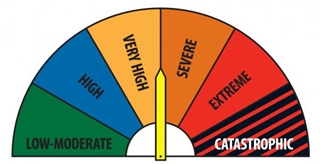 LOW-MODERATE
HIGH
VERY HIGH
SEVERE
EXTREME
CATASTROPHIC